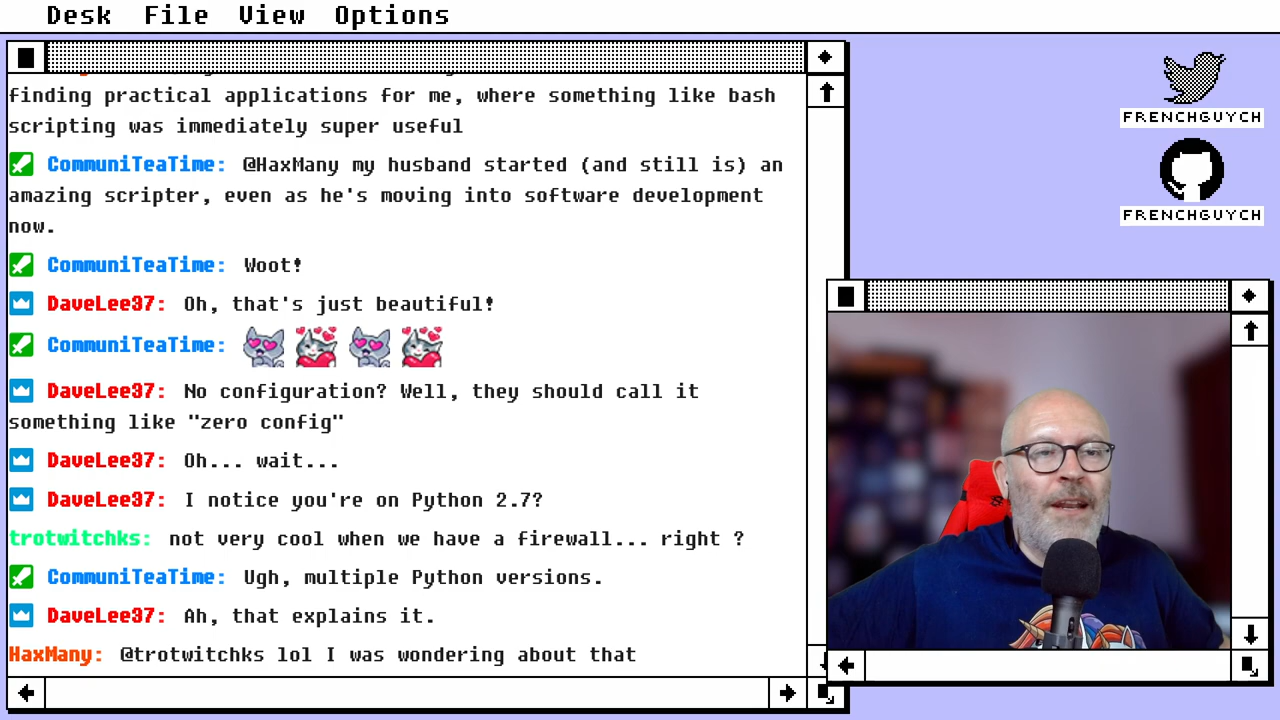 Desk File View Options
finding practical applications for me, where something like bash
scripting was immediately super useful
CommuniTeaTime: @HaxMany my husband started (and still is) an
amazing scripter, even as he's moving into software development
now.
CommuniTeaTime: Woot!
DaveLee37: Oh, that's just beautiful!
CommuniTeaTime:
DaveLee37: No configuration? Well, they should call it
something like "zero config"
DaveLee37: Oh... wait...
DaveLee37: I notice you're on Python 2.7?
trotwitchks: not very cool when we have a firewall... right ?
CommuniTeaTime: Ugh, multiple Python versions.
DaveLee37: Ah, that explains it.
HaxMany: @trotwitchks lol I was wondering about that
FRENCHGUYCH
FRENCHGUYCH